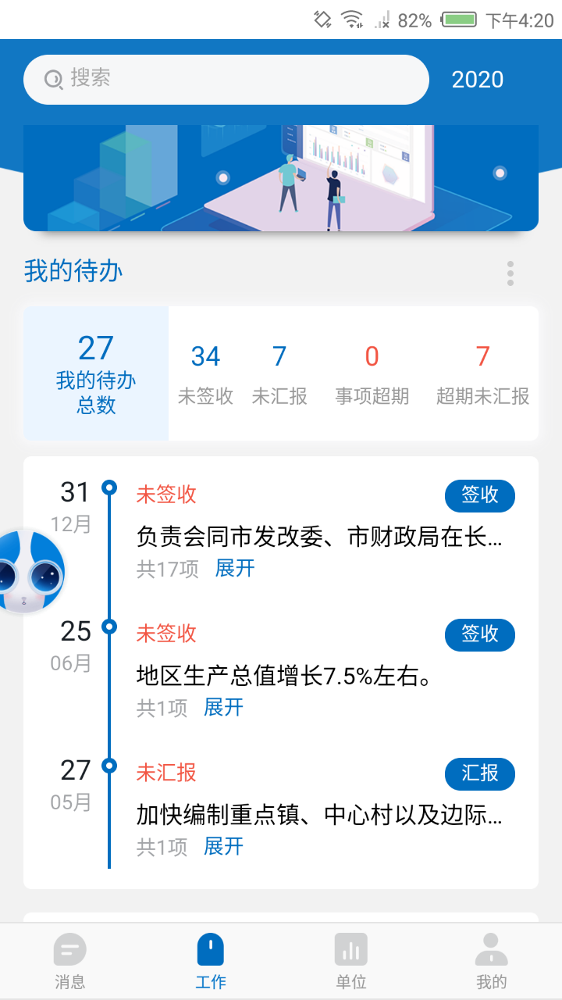 82% 下午4:20
搜索 2020
我的待办
27 34 7 0 7
我的待办 未签收 未汇报 事项超期 超期未汇报
总数
31 未签收 签收
12月
负责会同市发改委、市财政局在长...
共17项 展开
25 未签收 签收
06月
地区生产总值增长7.5%左右。
共1项 展开
27 未汇报 汇报
05月
加快编制重点镇、中心村以及边际...
共1项 展开
消息 工作 单位 我的